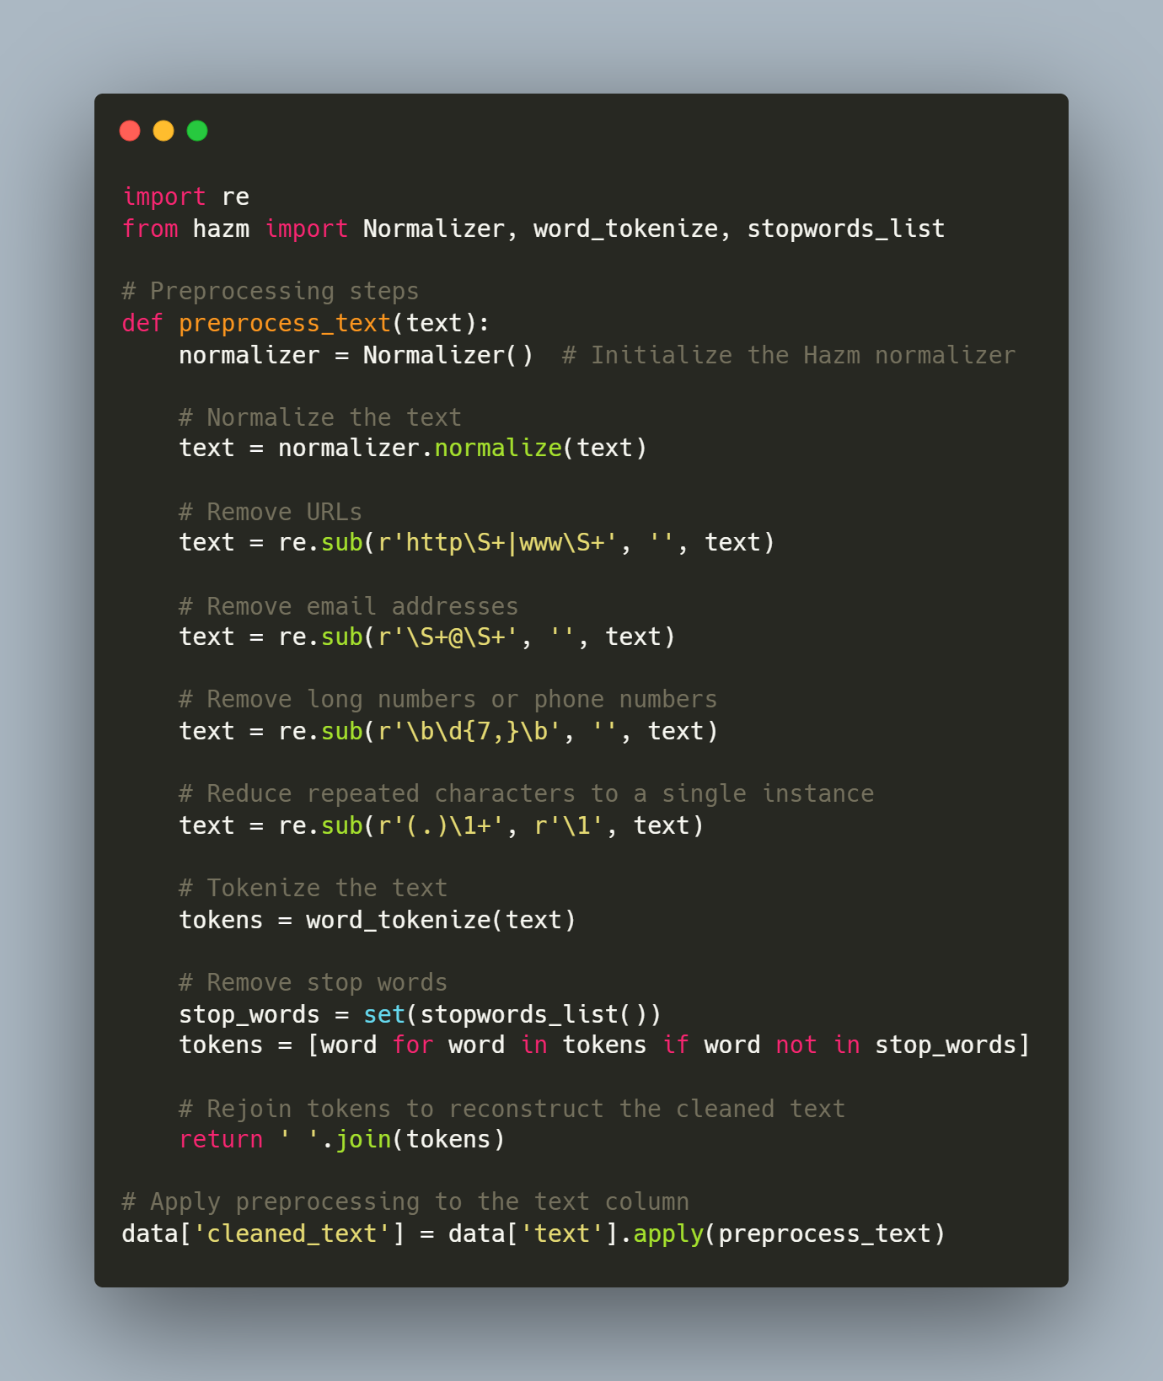 import re
from hazm import Normalizer, word_tokenize, stopwords_list

# Preprocessing steps
def preprocess_text(text):
    normalizer = Normalizer()  # Initialize the Hazm normalizer

    # Normalize the text
    text = normalizer.normalize(text)

    # Remove URLs
    text = re.sub(r'http\S+|www\S+', '', text)

    # Remove email addresses
    text = re.sub(r'\S+@\S+', '', text)

    # Remove long numbers or phone numbers
    text = re.sub(r'\b\d{7,}\b', '', text)

    # Reduce repeated characters to a single instance
    text = re.sub(r'(.)\1+', r'\1', text)

    # Tokenize the text
    tokens = word_tokenize(text)

    # Remove stop words
    stop_words = set(stopwords_list())
    tokens = [word for word in tokens if word not in stop_words]

    # Rejoin tokens to reconstruct the cleaned text
    return ' '.join(tokens)

# Apply preprocessing to the text column
data['cleaned_text'] = data['text'].apply(preprocess_text)